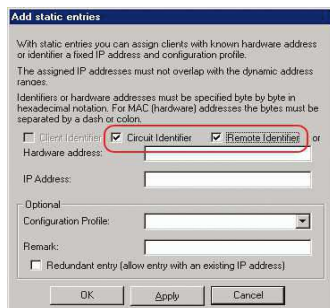 Add static entries
With static entries you can assign clients with known hardware address
or identifier a fixed IP address and configuration profile.
The assigned IP addresses must not overlap with the dynamic address
ranges.
Identifiers or hardware addresses must be specified byte by byte in
hexadecimal notation. For MAC (hardware) addresses the bytes must be
separated by a dash or colon.
Client Identifier Circuit Identifier Remote Identifier or
Hardware address:
IP Address:
Optional
Configuration Profile:
Remark:
Redundant entry (allow entry with an existing IP address)
OK Apply Cancel